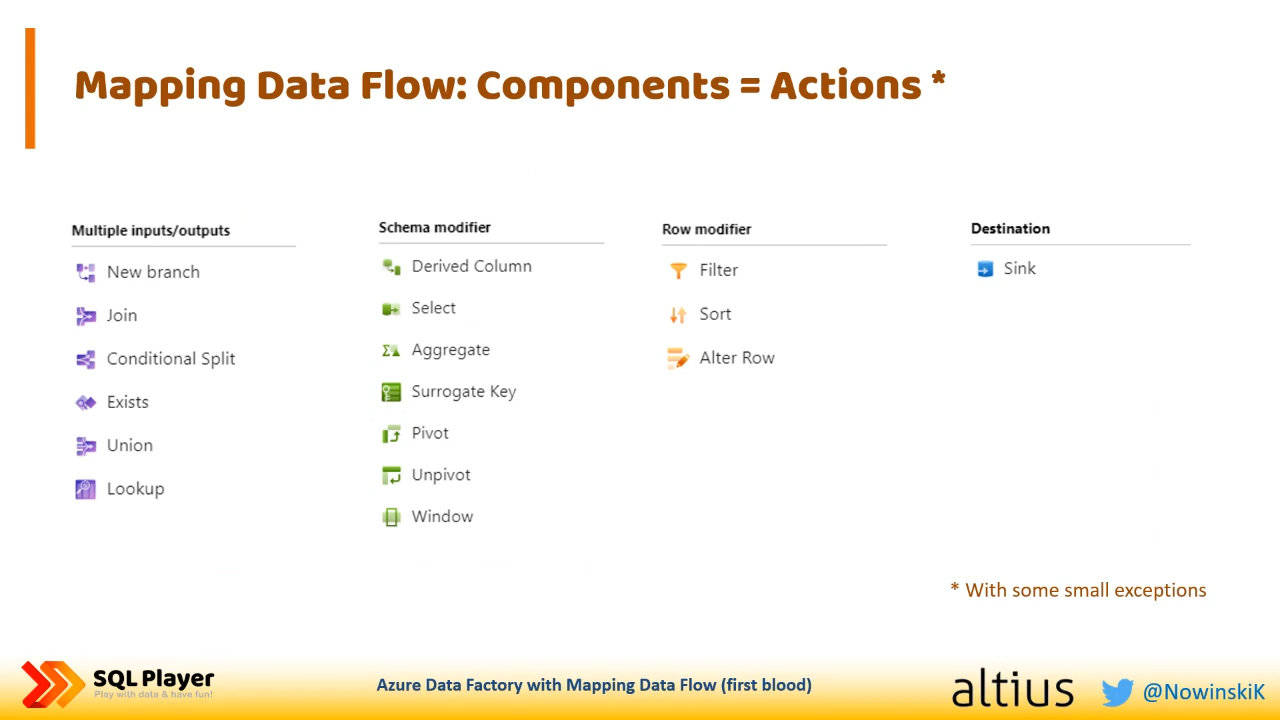 Mapping Data Flow: Components = Actions *
Multiple inputs/outputs
New branch
Join
Conditional Split
Exists
Union
Lookup
Schema modifier
Derived Column
Select
Aggregate
Surrogate Key
Pivot
Unpivot
Window
Row modifier
Filter
Sort
Alter Row
Destination
Sink
* With some small exceptions
SQL Player
Play with data & have fun!
Azure Data Factory with Mapping Data Flow (first blood)
altius
@NowinskiK